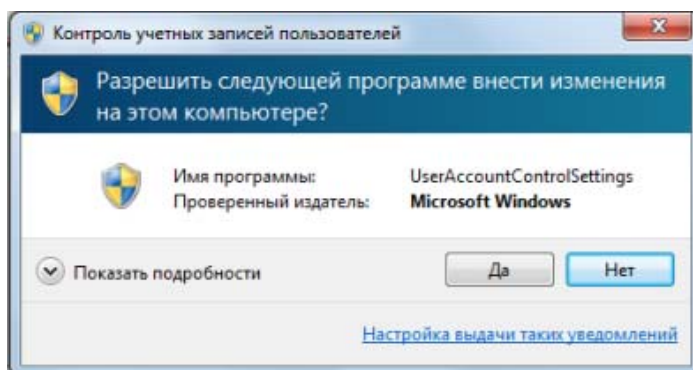 Контроль учетных записей пользователей
Разрешить следующей программе внести изменения
на этом компьютере?
Имя программы: UserAccountControlSettings
Проверенный издатель: Microsoft Windows
Показать подробности
Да
Нет
Настройка выдачи таких уведомлений